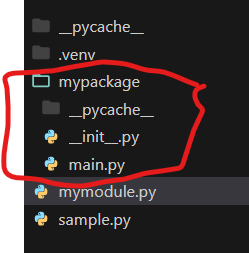 __pycache__
.venv
mypackage
__pycache__
__init__.py
main.py
mymodule.py
sample.py